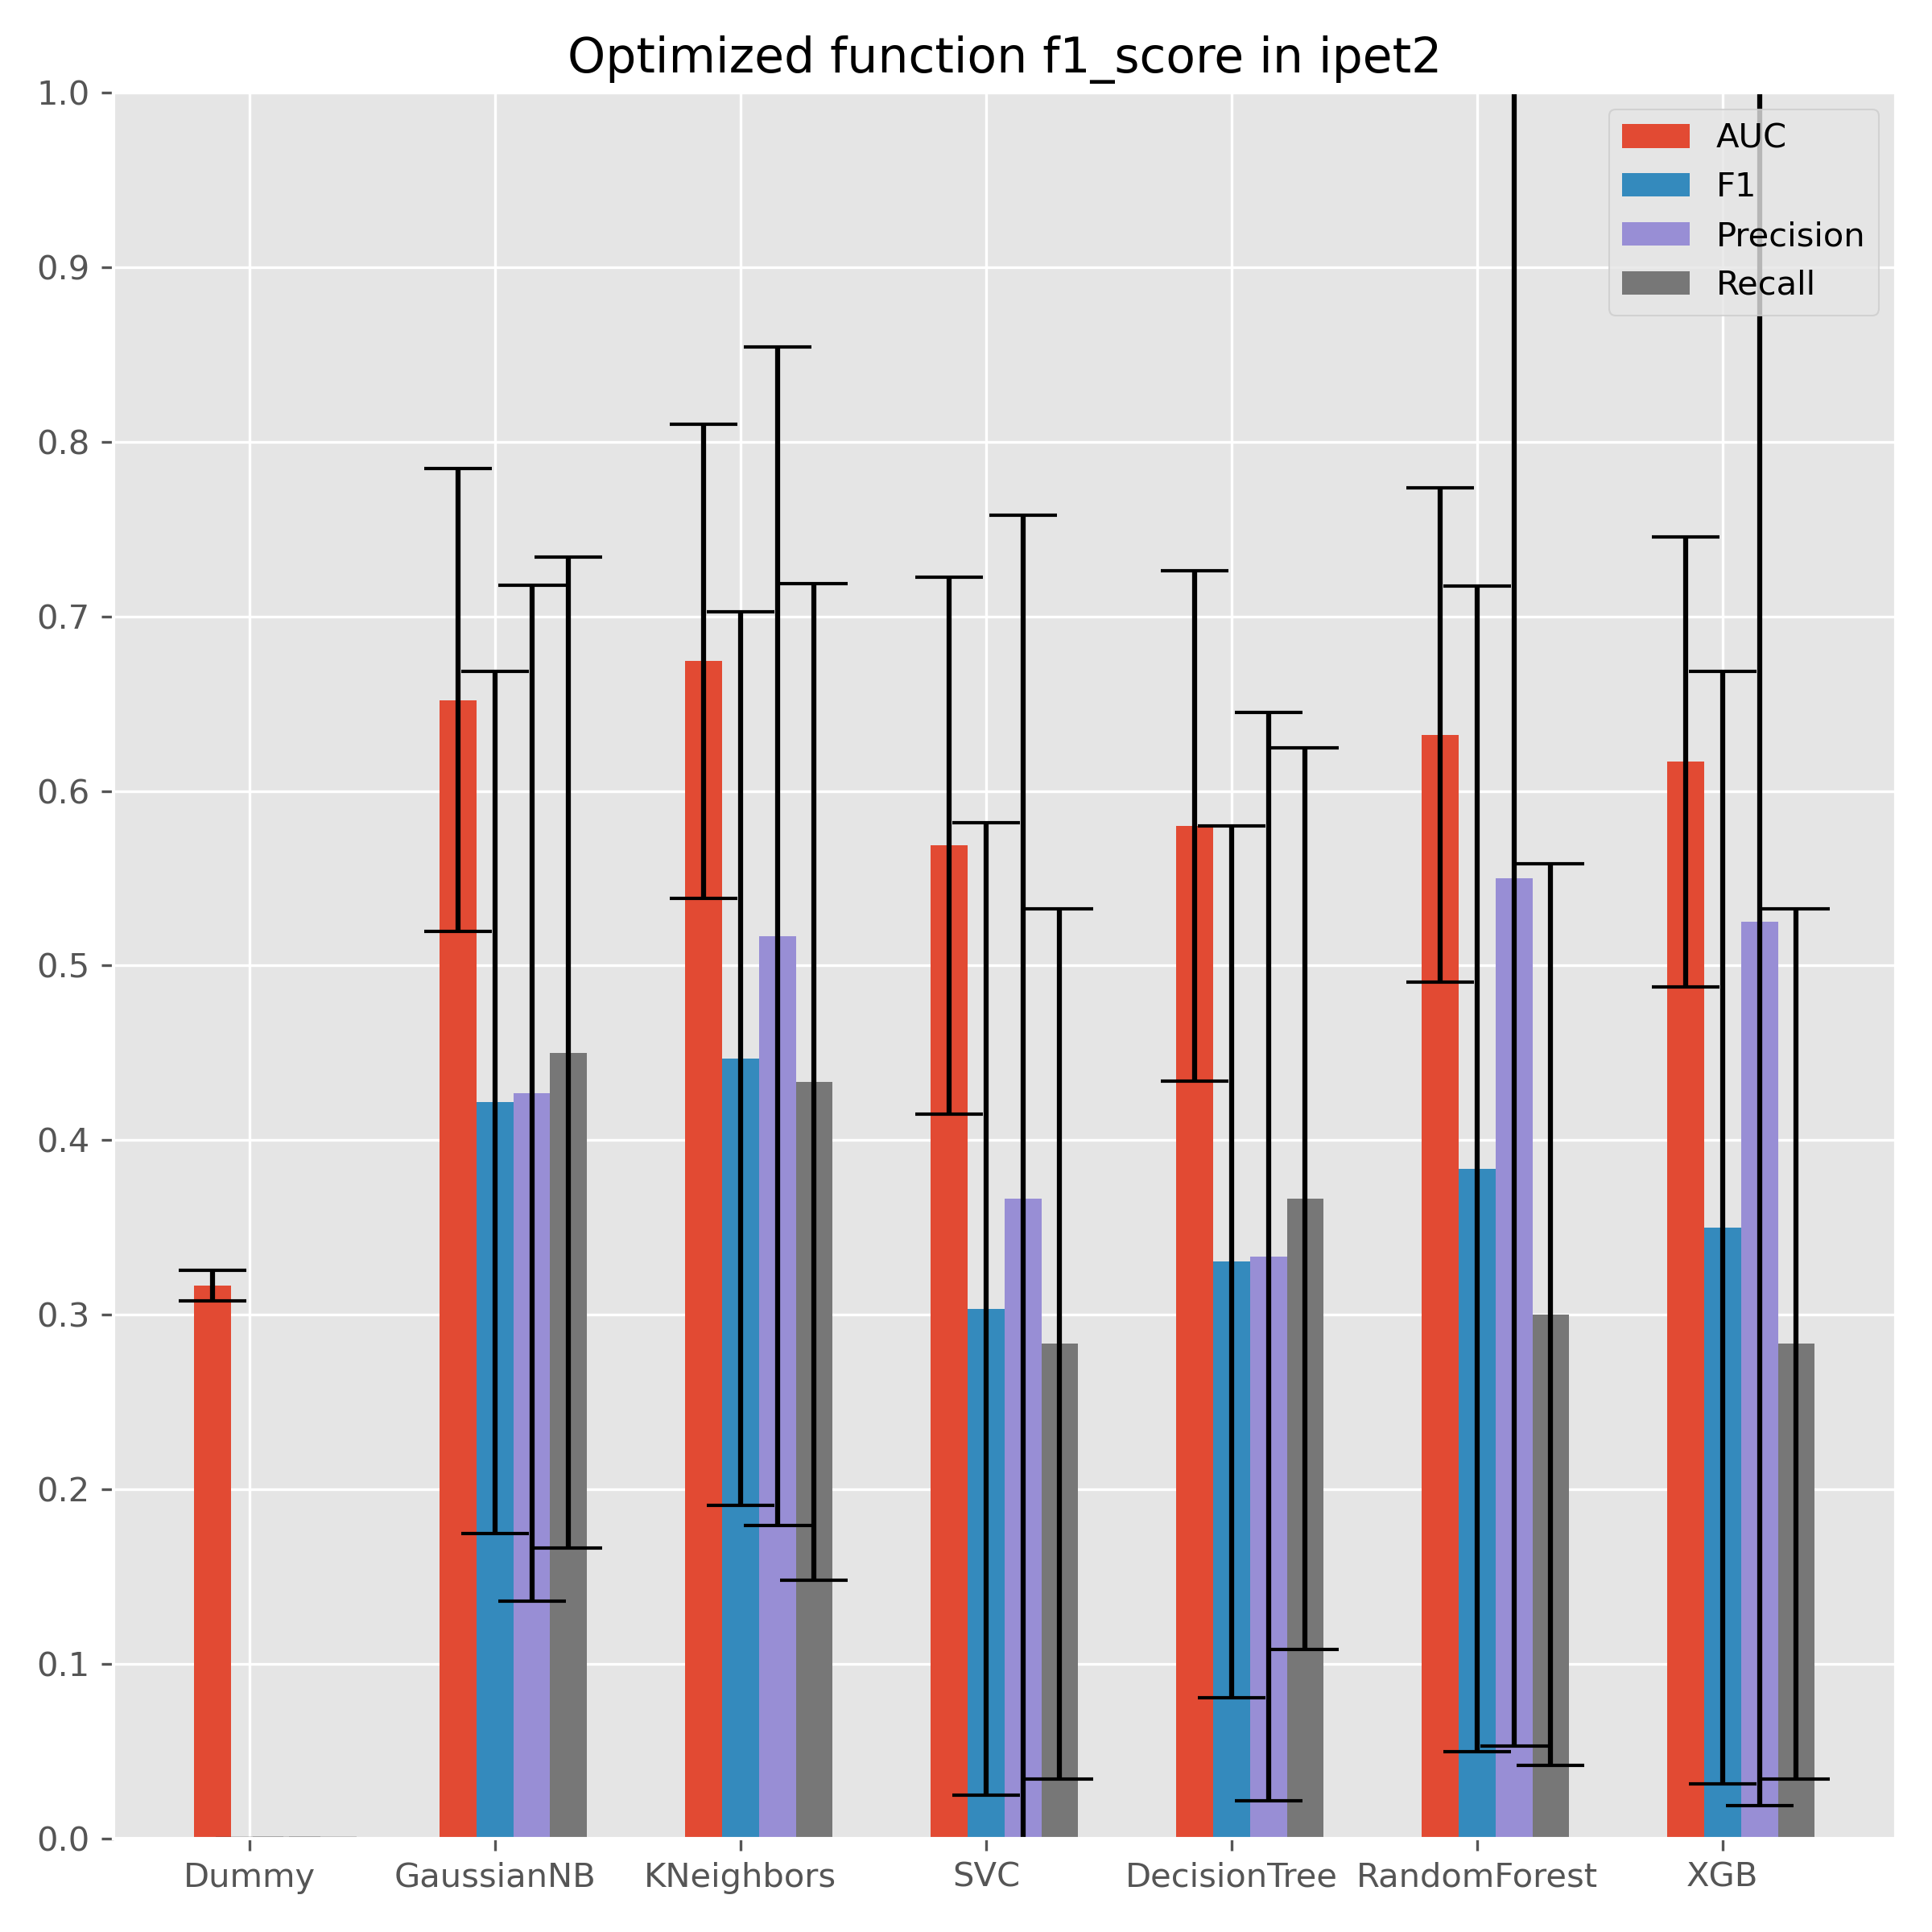 Optimized function f1_score in ipet2
1.0
0.9
0.8
0.7
0.6
0.5
0.4
0.3
0.2
0.1
0.0
AUC
F1
Precision
Recall
Dummy GaussianNB KNeighbors SVC DecisionTree RandomForest XGB